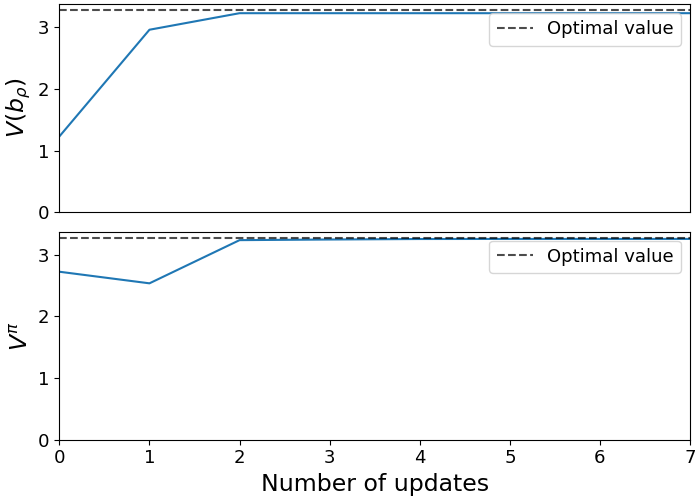 3
2
1
0
V(b_ρ)
Optimal value
3
2
1
0
V^π
Optimal value
0 1 2 3 4 5 6 7
Number of updates